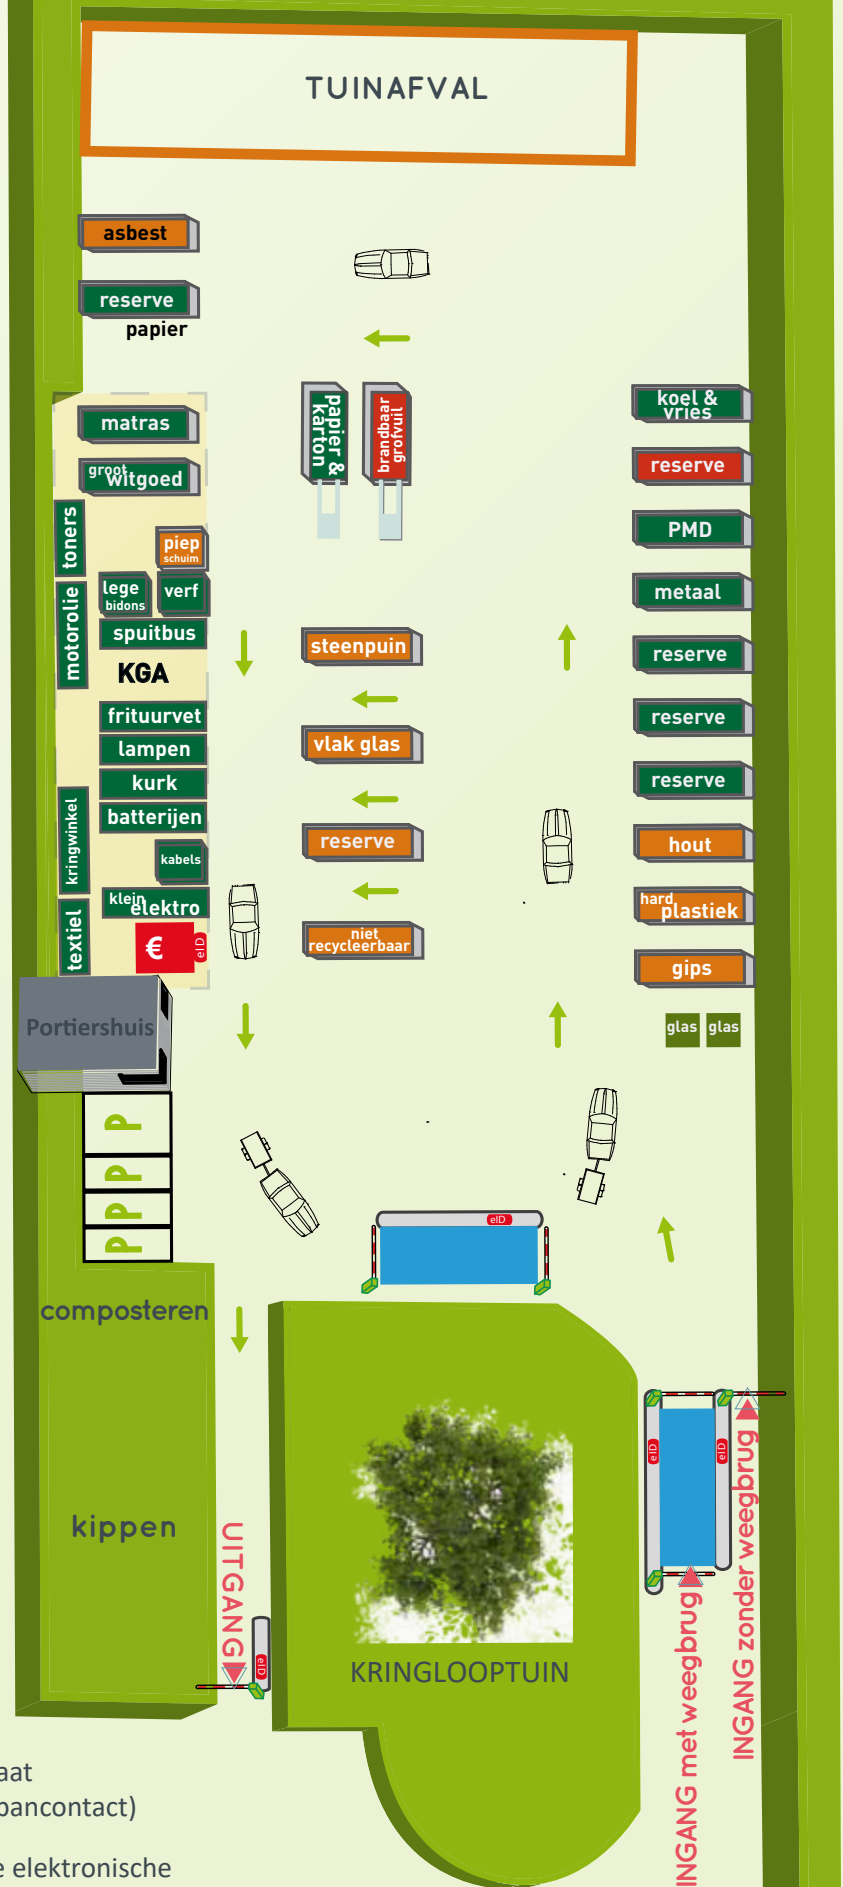 TUINAFVAL
asbest
reserve
papier
matras
groot
witgoed
toners
piep
schuim
lege
bidons
verf
motorolie
spuitbus
KGA
frituurvet
lampen
kurk
batterijen
kringwinkel
kabels
klein
elektro
textiel
€
eID
Portiershuis
P
P
P
P
papier &
karton
brandbaar
grofvuil
steenpuin
vlak glas
reserve
niet
recycleerbaar
koel &
vries
reserve
PMD
metaal
reserve
reserve
reserve
hout
hard
plastiek
gips
glas
glas
eID
composteren
kippen
UITGANG
eID
KRINGLOOPTUIN
eID
eID
INGANG met weegbrug
INGANG zonder weegbrug
aat
bancontact)
e elektronische